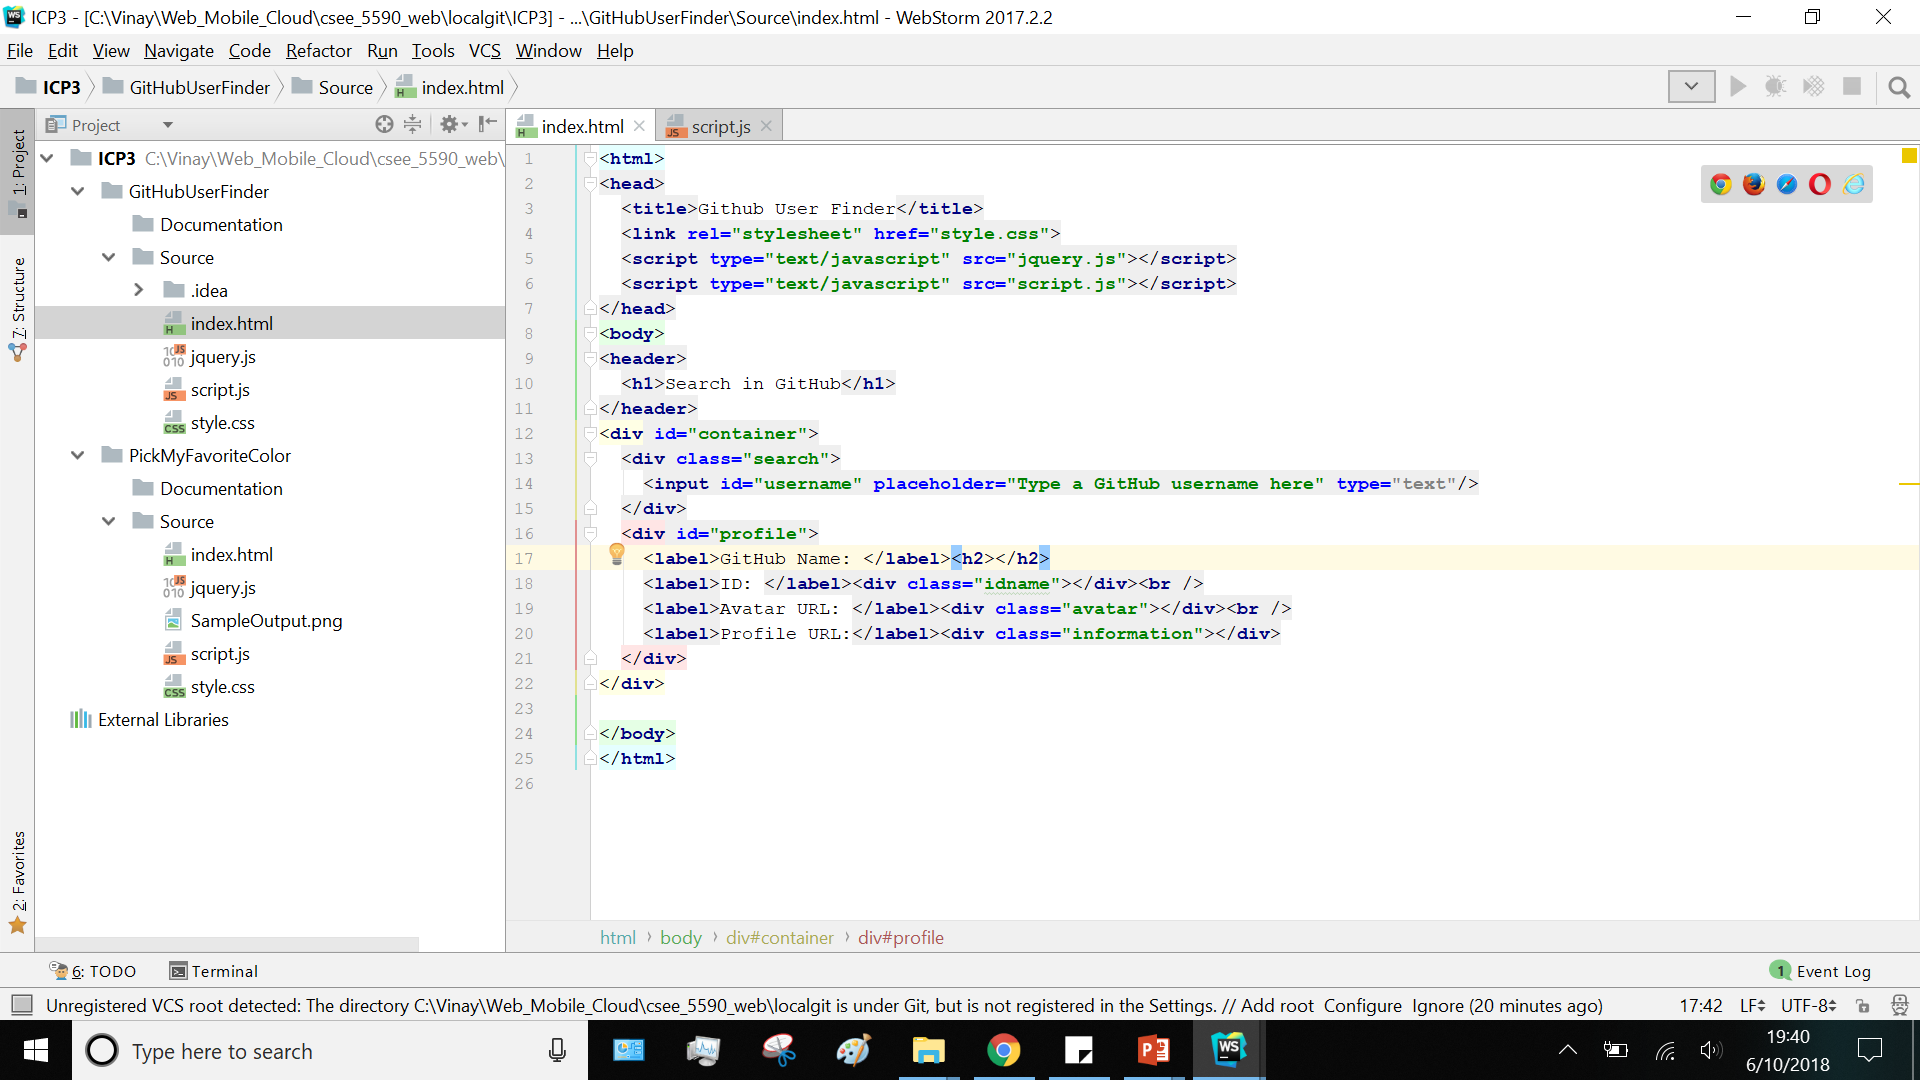 ICP3 - [C:\Vinay\Web_Mobile_Cloud\csee_5590_web\localgit\ICP3] - ...\GitHubUserFinder\Source\index.html - WebStorm 2017.2.2
File Edit View Navigate Code Refactor Run Tools VCS Window Help
ICP3 GitHubUserFinder Source index.html
Project
index.html script.js
1: Project
7: Structure
2: Favorites
ICP3 C:\Vinay\Web_Mobile_Cloud\csee_5590_web\
GitHubUserFinder
Documentation
Source
.idea
index.html
jquery.js
script.js
style.css
PickMyFavoriteColor
Documentation
Source
index.html
jquery.js
SampleOutput.png
script.js
style.css
External Libraries
1 <html>
2 <head>
3 <title>Github User Finder</title>
4 <link rel="stylesheet" href="style.css">
5 <script type="text/javascript" src="jquery.js"></script>
6 <script type="text/javascript" src="script.js"></script>
7 </head>
8 <body>
9 <header>
10 <h1>Search in GitHub</h1>
11 </header>
12 <div id="container">
13 <div class="search">
14 <input id="username" placeholder="Type a GitHub username here" type="text"/>
15 </div>
16 <div id="profile">
17 <label>GitHub Name: </label><h2></h2>
18 <label>ID: </label><div class="idname"></div><br />
19 <label>Avatar URL: </label><div class="avatar"></div><br />
20 <label>Profile URL:</label><div class="information"></div>
21 </div>
22 </div>
23
24 </body>
25 </html>
26
html body div#container div#profile
6: TODO Terminal 1 Event Log
Unregistered VCS root detected: The directory C:\Vinay\Web_Mobile_Cloud\csee_5590_web\localgit is under Git, but is not registered in the Settings. // Add root Configure Ignore (20 minutes ago) 17:42 LF UTF-8
Type here to search
19:40
6/10/2018